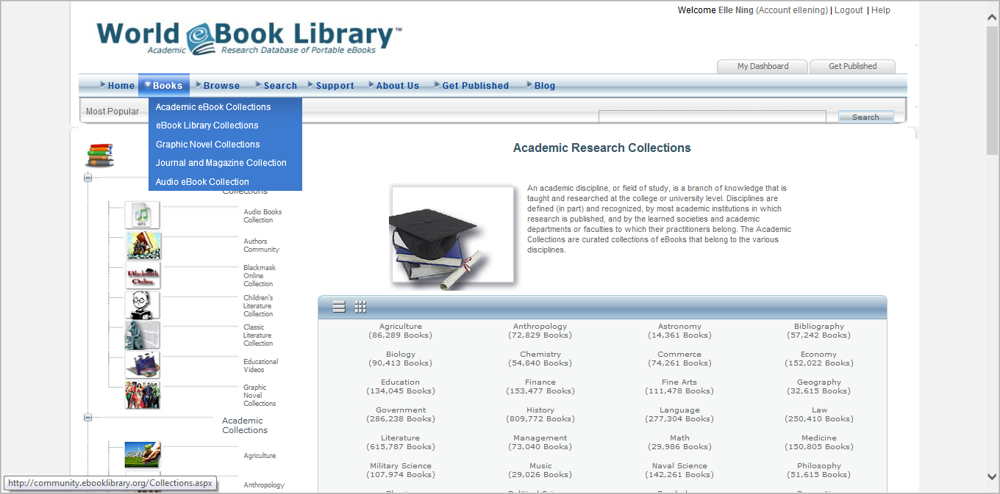 Welcome Elle Ning (Account ellening) | Logout | Help
World eBook Library™
Academic Research Database of Portable eBooks
My Dashboard Get Published
Home Books Browse Search Support About Us Get Published Blog
Most Popular
Search
Academic eBook Collections
eBook Library Collections
Graphic Novel Collections
Journal and Magazine Collection
Audio eBook Collection
Collections
Audio Books
Collection
Authors
Community
Blackmask
Online
Collection
Blackmask
Online
Children's
Literature
Collection
Classic
Literature
Collection
Educational
Videos
Graphic
Novel
Collections
Academic
Collections
Agriculture
Anthropology
Academic Research Collections
An academic discipline, or field of study, is a branch of knowledge that is
taught and researched at the college or university level. Disciplines are
defined (in part) and recognized, by most academic institutions in which
research is published, and by the learned societies and academic
departments or faculties to which their practitioners belong. The Academic
Collections are curated collections of eBooks that belong to the various
disciplines.
Agriculture Anthropology Astronomy Bibliography
(86,289 Books) (72,829 Books) (14,361 Books) (57,242 Books)
Biology Chemistry Commerce Economy
(90,413 Books) (54,840 Books) (74,261 Books) (152,022 Books)
Education Finance Fine Arts Geography
(134,045 Books) (153,477 Books) (111,478 Books) (32,615 Books)
Government History Language Law
(286,238 Books) (809,772 Books) (277,304 Books) (250,410 Books)
Literature Management Math Medicine
(615,787 Books) (73,040 Books) (29,986 Books) (150,805 Books)
Military Science Music Naval Science Philosophy
(107,974 Books) (29,026 Books) (142,261 Books) (51,615 Books)
http://community.ebooklibrary.org/Collections.aspx